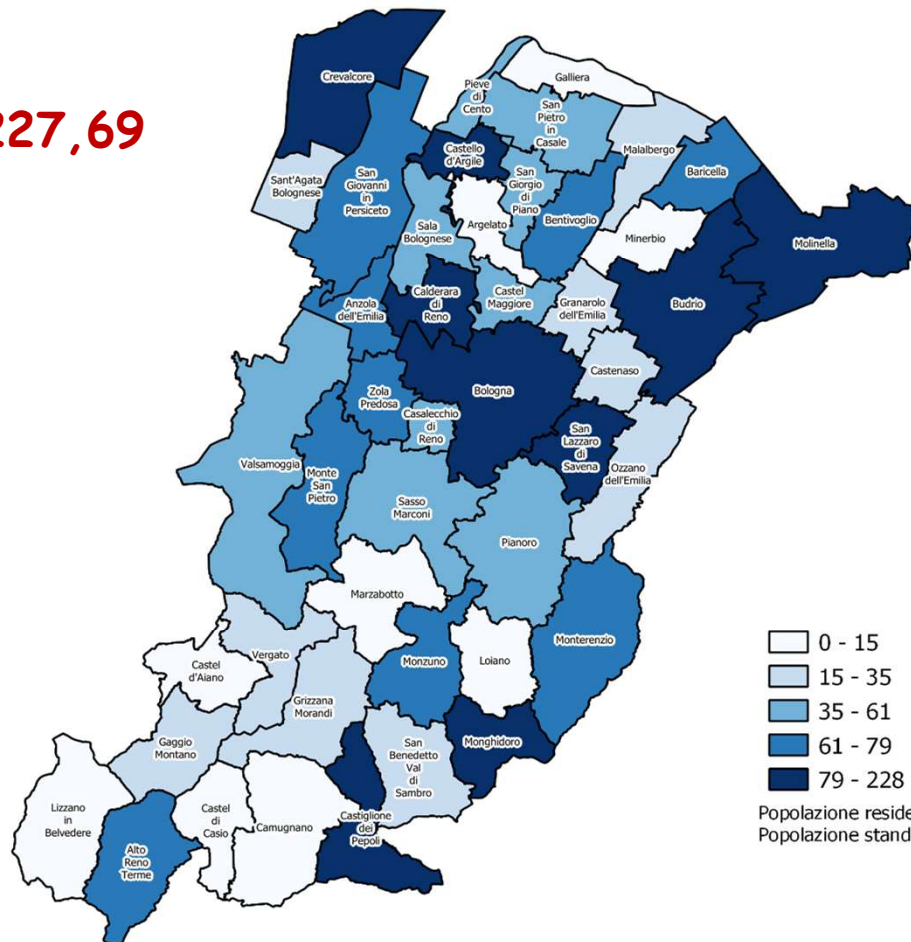 227,69
Crevalcore
Galliera
Pieve
di
Cento
San
Pietro
in
Casale
Castello
d'Argile
Malalbergo
Baricella
Sant'Agata
Bolognese
San
Giovanni
in
Persiceto
San
Giorgio
di
Piano
Bentivoglio
Argelato
Sala
Bolognese
Minerbio
Molinella
Anzola
dell'Emilia
Calderara
di
Reno
Castel
Maggiore
Granarolo
dell'Emilia
Budrio
Castenaso
Zola
Predosa
Bologna
Casalecchio
di
Reno
San
Lazzaro
di
Savena
Ozzano
dell'Emilia
Valsamoggia
Monte
San
Pietro
Sasso
Marconi
Pianoro
Marzabotto
Monterenzio
Vergato
Castel
d'Aiano
Monzuno
Loiano
Grizzana
Morandi
Gaggio
Montano
San
Benedetto
Val
di
Sambro
Monghidoro
Lizzano
in
Belvedere
Castel
di
Casio
Camugnano
Castiglione
dei
Pepoli
Alto
Reno
Terme
0 - 15
15 - 35
35 - 61
61 - 79
79 - 228
Popolazione reside
Popolazione stand